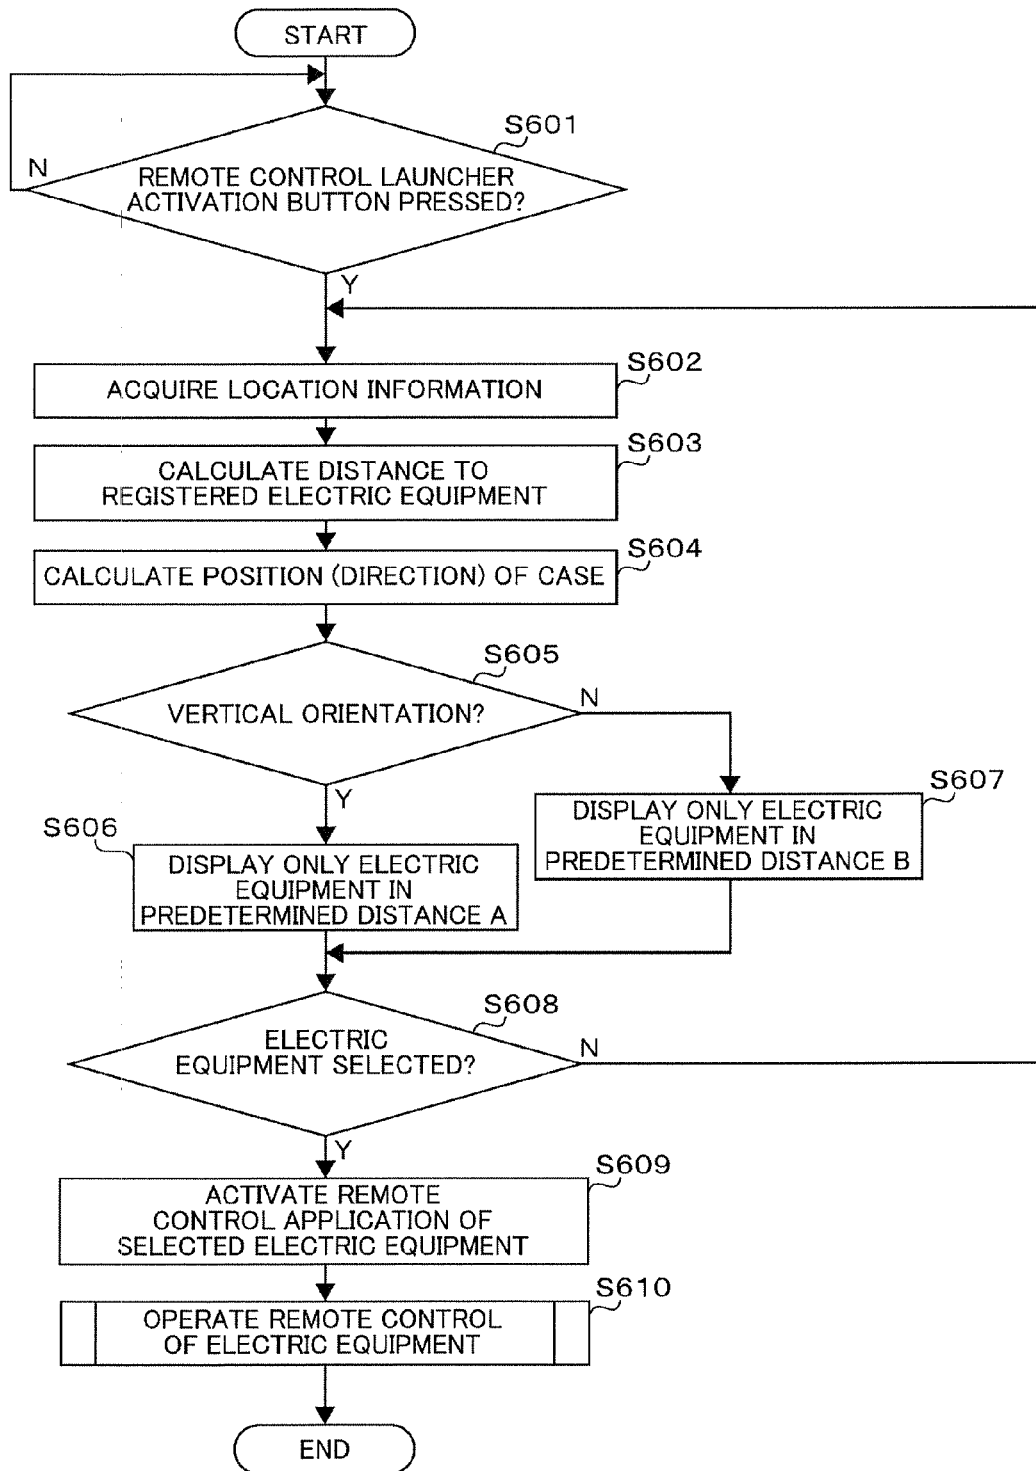 START
S601
N
REMOTE CONTROL LAUNCHER
ACTIVATION BUTTON PRESSED?
Y
S602
ACQUIRE LOCATION INFORMATION
S603
CALCULATE DISTANCE TO
REGISTERED ELECTRIC EQUIPMENT
S604
CALCULATE POSITION (DIRECTION) OF CASE
S605
VERTICAL ORIENTATION?
N
Y
S607
DISPLAY ONLY ELECTRIC
EQUIPMENT IN
PREDETERMINED DISTANCE B
S606
DISPLAY ONLY ELECTRIC
EQUIPMENT IN
PREDETERMINED DISTANCE A
S608
ELECTRIC
EQUIPMENT SELECTED?
N
Y
S609
ACTIVATE REMOTE
CONTROL APPLICATION OF
SELECTED ELECTRIC EQUIPMENT
S610
OPERATE REMOTE CONTROL
OF ELECTRIC EQUIPMENT
END